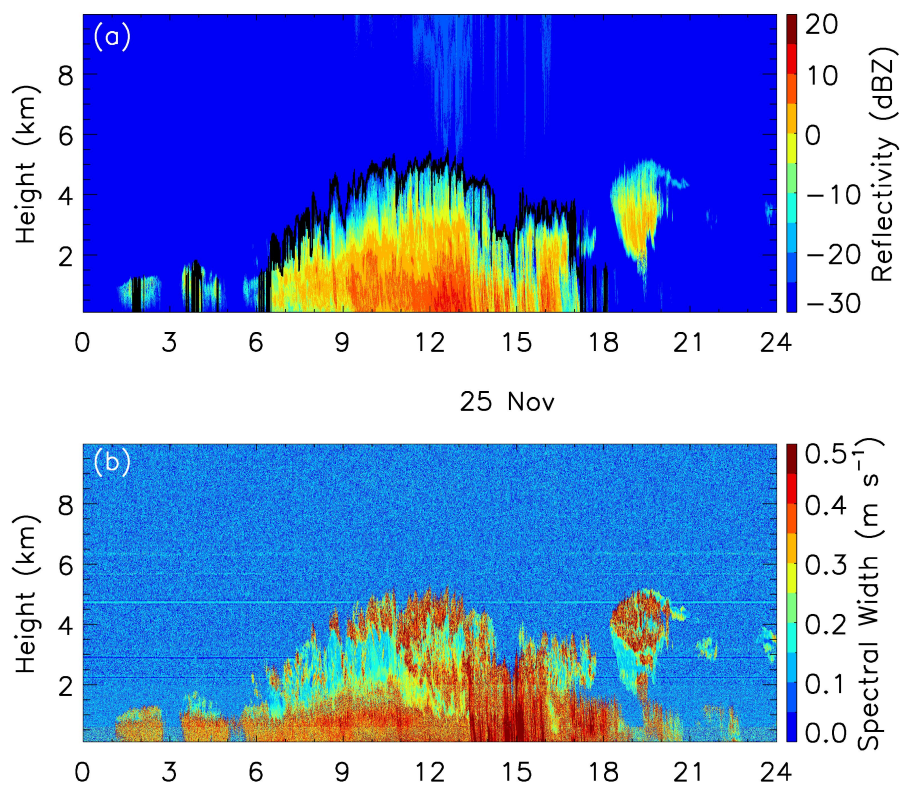 (a)
Height (km)
8
6
4
2
0 3 6 9 12 15 18 21 24
20
10
0
−10
−20
−30
Reflectivity (dBZ)
25 Nov
(b)
Height (km)
8
6
4
2
0 3 6 9 12 15 18 21 24
0.5
0.4
0.3
0.2
0.1
0.0
Spectral Width (m s⁻¹)